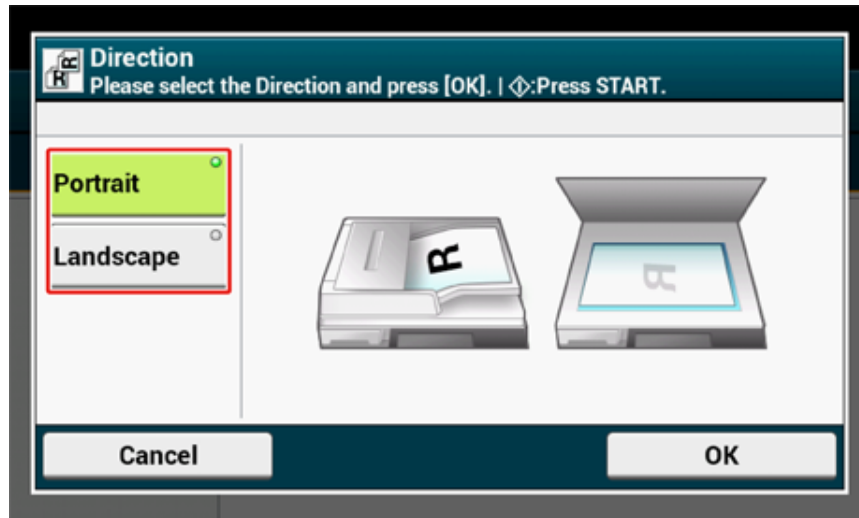 Direction
Please select the Direction and press [OK]. | :Press START.
Portrait
Landscape
R
R
Cancel
OK